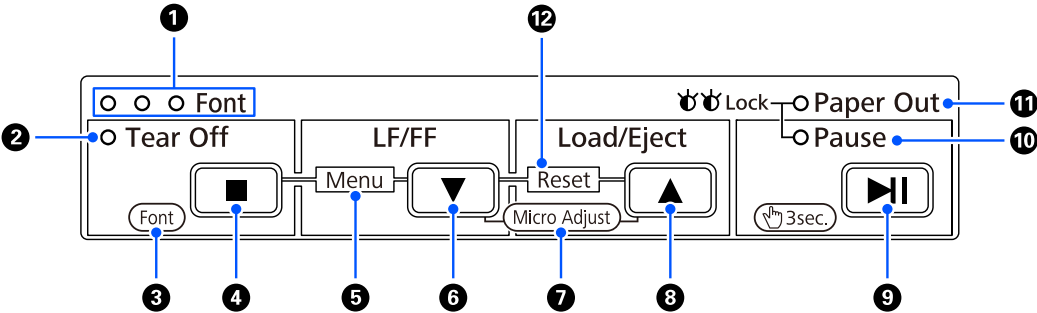 1
12
Font
Lock
Paper Out
11
2
Tear Off
LF/FF
Load/Eject
Pause
10
Menu
Reset
Font
Micro Adjust
3sec.
3
4
5
6
7
8
9